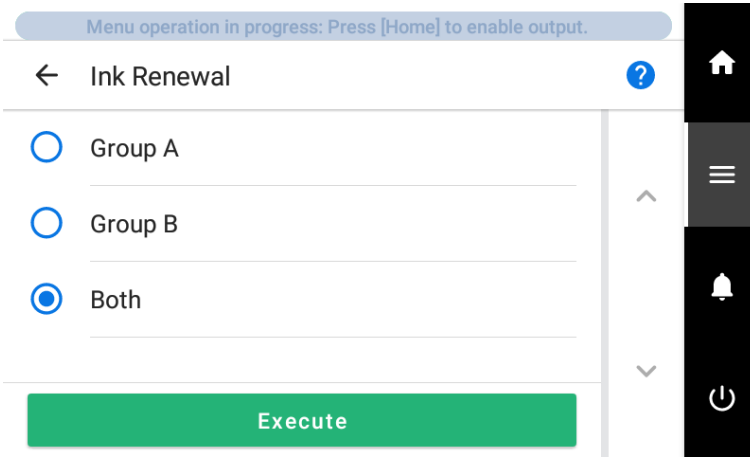 Menu operation in progress: Press [Home] to enable output.
Ink Renewal
?
Group A
Group B
Both
Execute